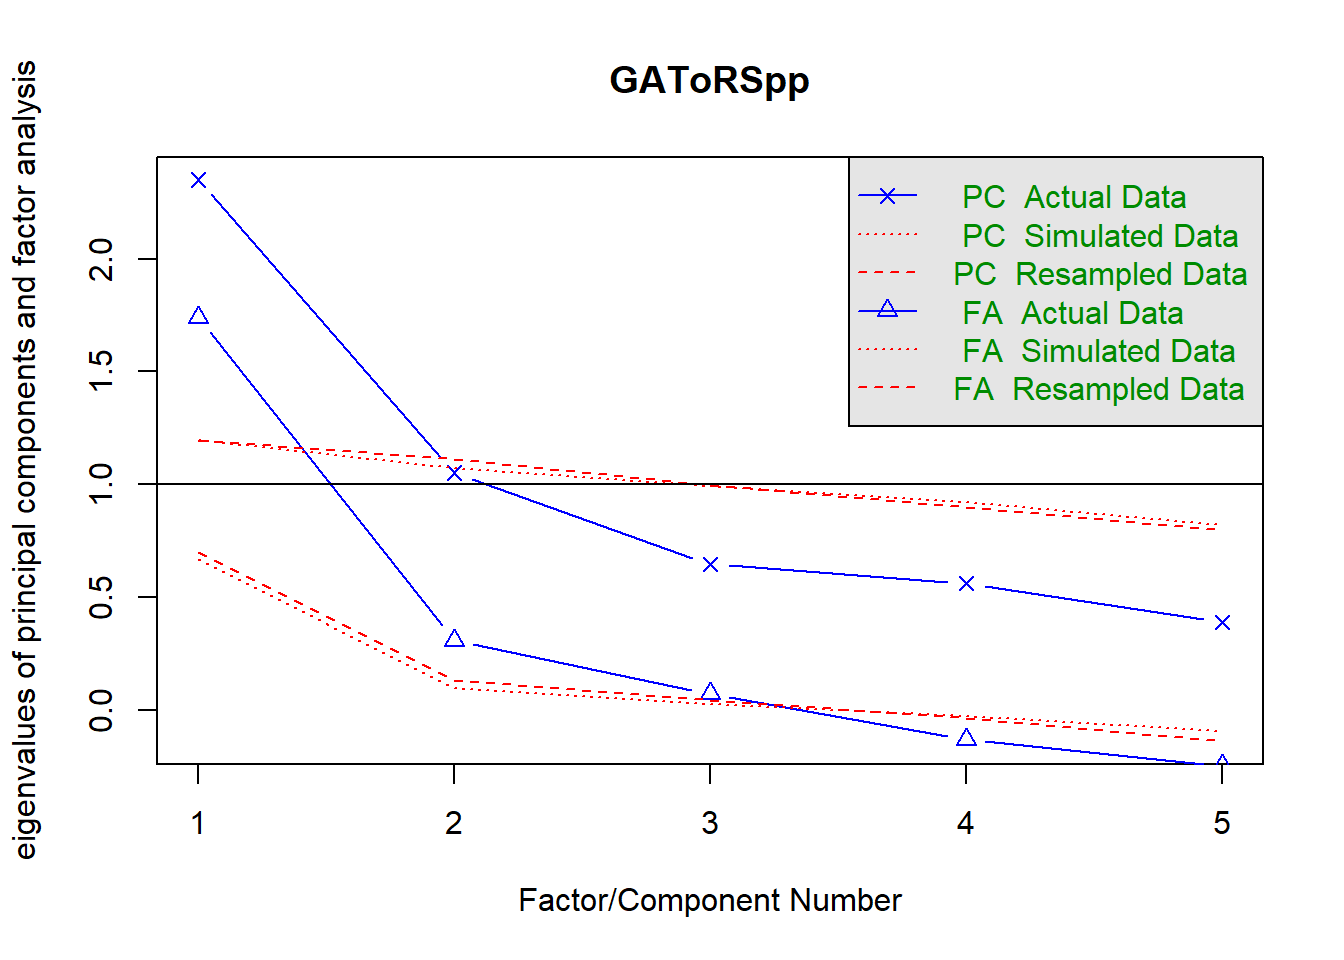 GAToRSpp
eigenvalues of principal components and factor analysis
PC Actual Data
PC Simulated Data
PC Resampled Data
FA Actual Data
FA Simulated Data
FA Resampled Data
2.0
1.5
1.0
0.5
0.0
1 2 3 4 5
Factor/Component Number